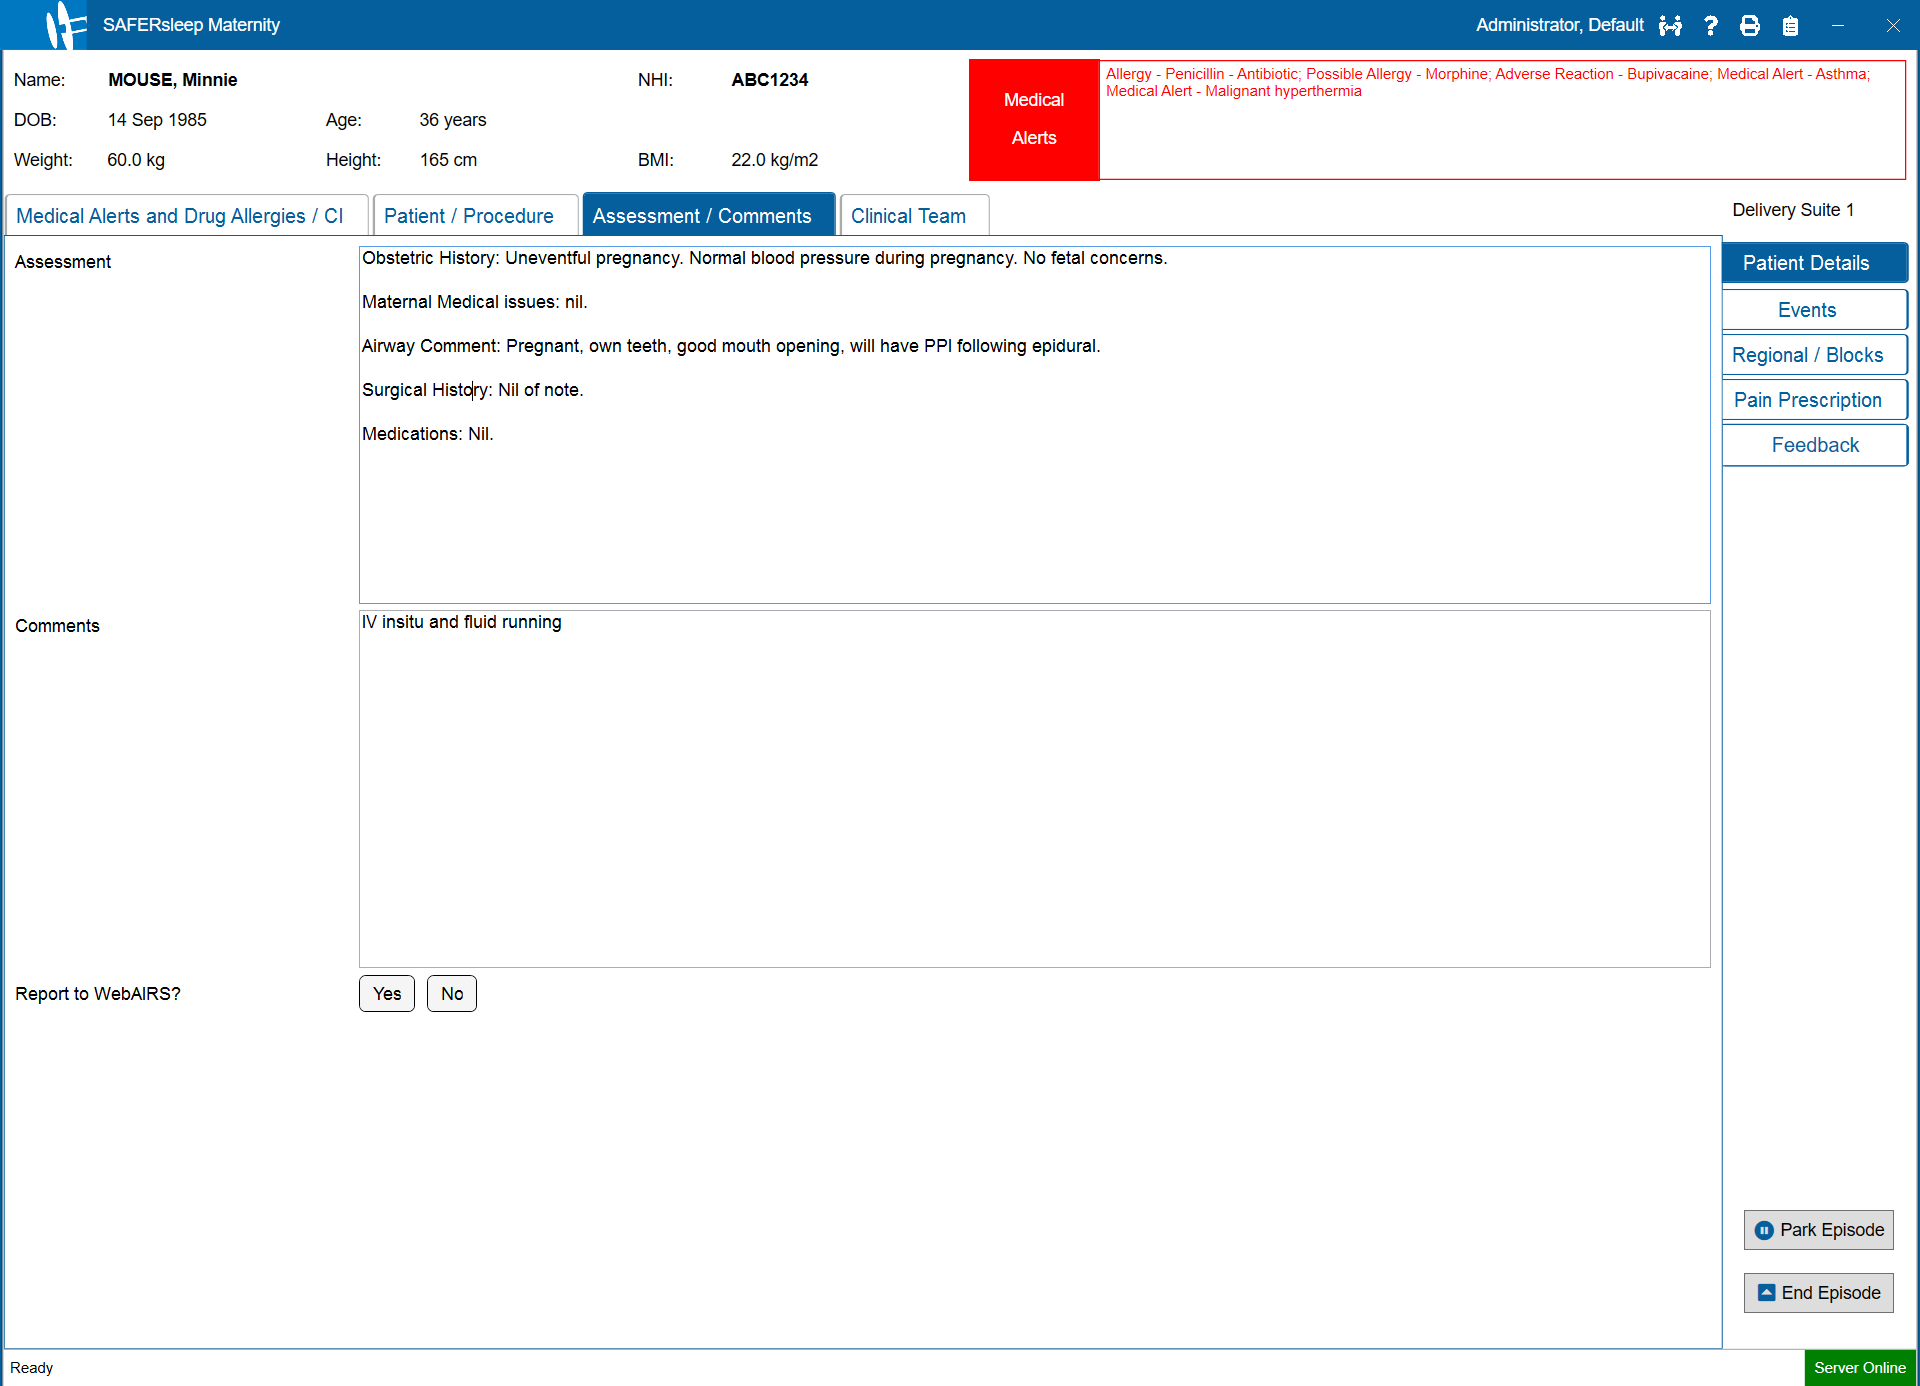 SAFERsleep Maternity
Administrator, Default
Name: MOUSE, Minnie NHI: ABC1234
DOB: 14 Sep 1985 Age: 36 years
Weight: 60.0 kg Height: 165 cm BMI: 22.0 kg/m2
Medical
Alerts
Allergy - Penicillin - Antibiotic; Possible Allergy - Morphine; Adverse Reaction - Bupivacaine; Medical Alert - Asthma;
Medical Alert - Malignant hyperthermia
Medical Alerts and Drug Allergies / CI
Patient / Procedure
Assessment / Comments
Clinical Team
Delivery Suite 1
Assessment
Obstetric History: Uneventful pregnancy. Normal blood pressure during pregnancy. No fetal concerns.
Maternal Medical issues: nil.
Airway Comment: Pregnant, own teeth, good mouth opening, will have PPI following epidural.
Surgical History: Nil of note.
Medications: Nil.
Comments
IV insitu and fluid running
Report to WebAIRS? Yes No
Patient Details
Events
Regional / Blocks
Pain Prescription
Feedback
Park Episode
End Episode
Ready
Server Online